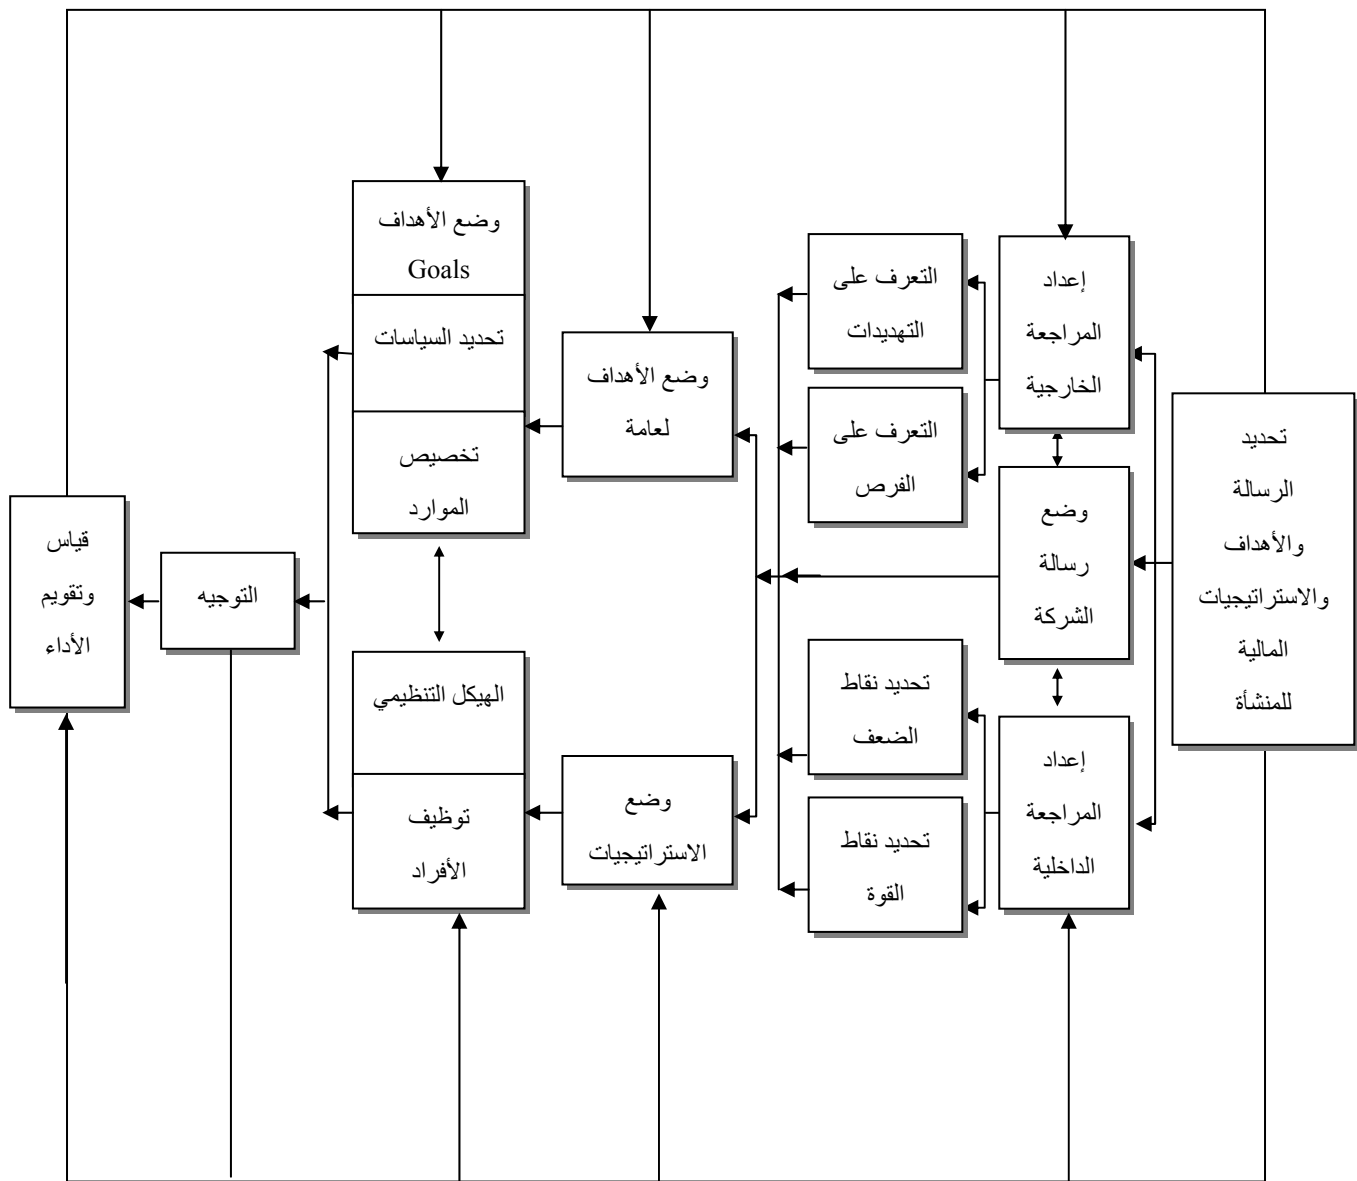 تحديد
الرسالة
والأهداف
والاستراتيجيات
المالية
للمنشأة
إعداد
المراجعة
الخارجية
وضع
رسالة
الشركة
إعداد
المراجعة
الداخلية
التعرف على
التهديدات
التعرف على
الفرص
تحديد نقاط
الضعف
تحديد نقاط
القوة
وضع الأهداف
لعامة
وضع
الاستراتيجيات
وضع الأهداف
Goals
تحديد السياسات
تخصيص
الموارد
الهيكل التنظيمي
توظيف
الأفراد
التوجيه
قياس
وتقويم
الأداء